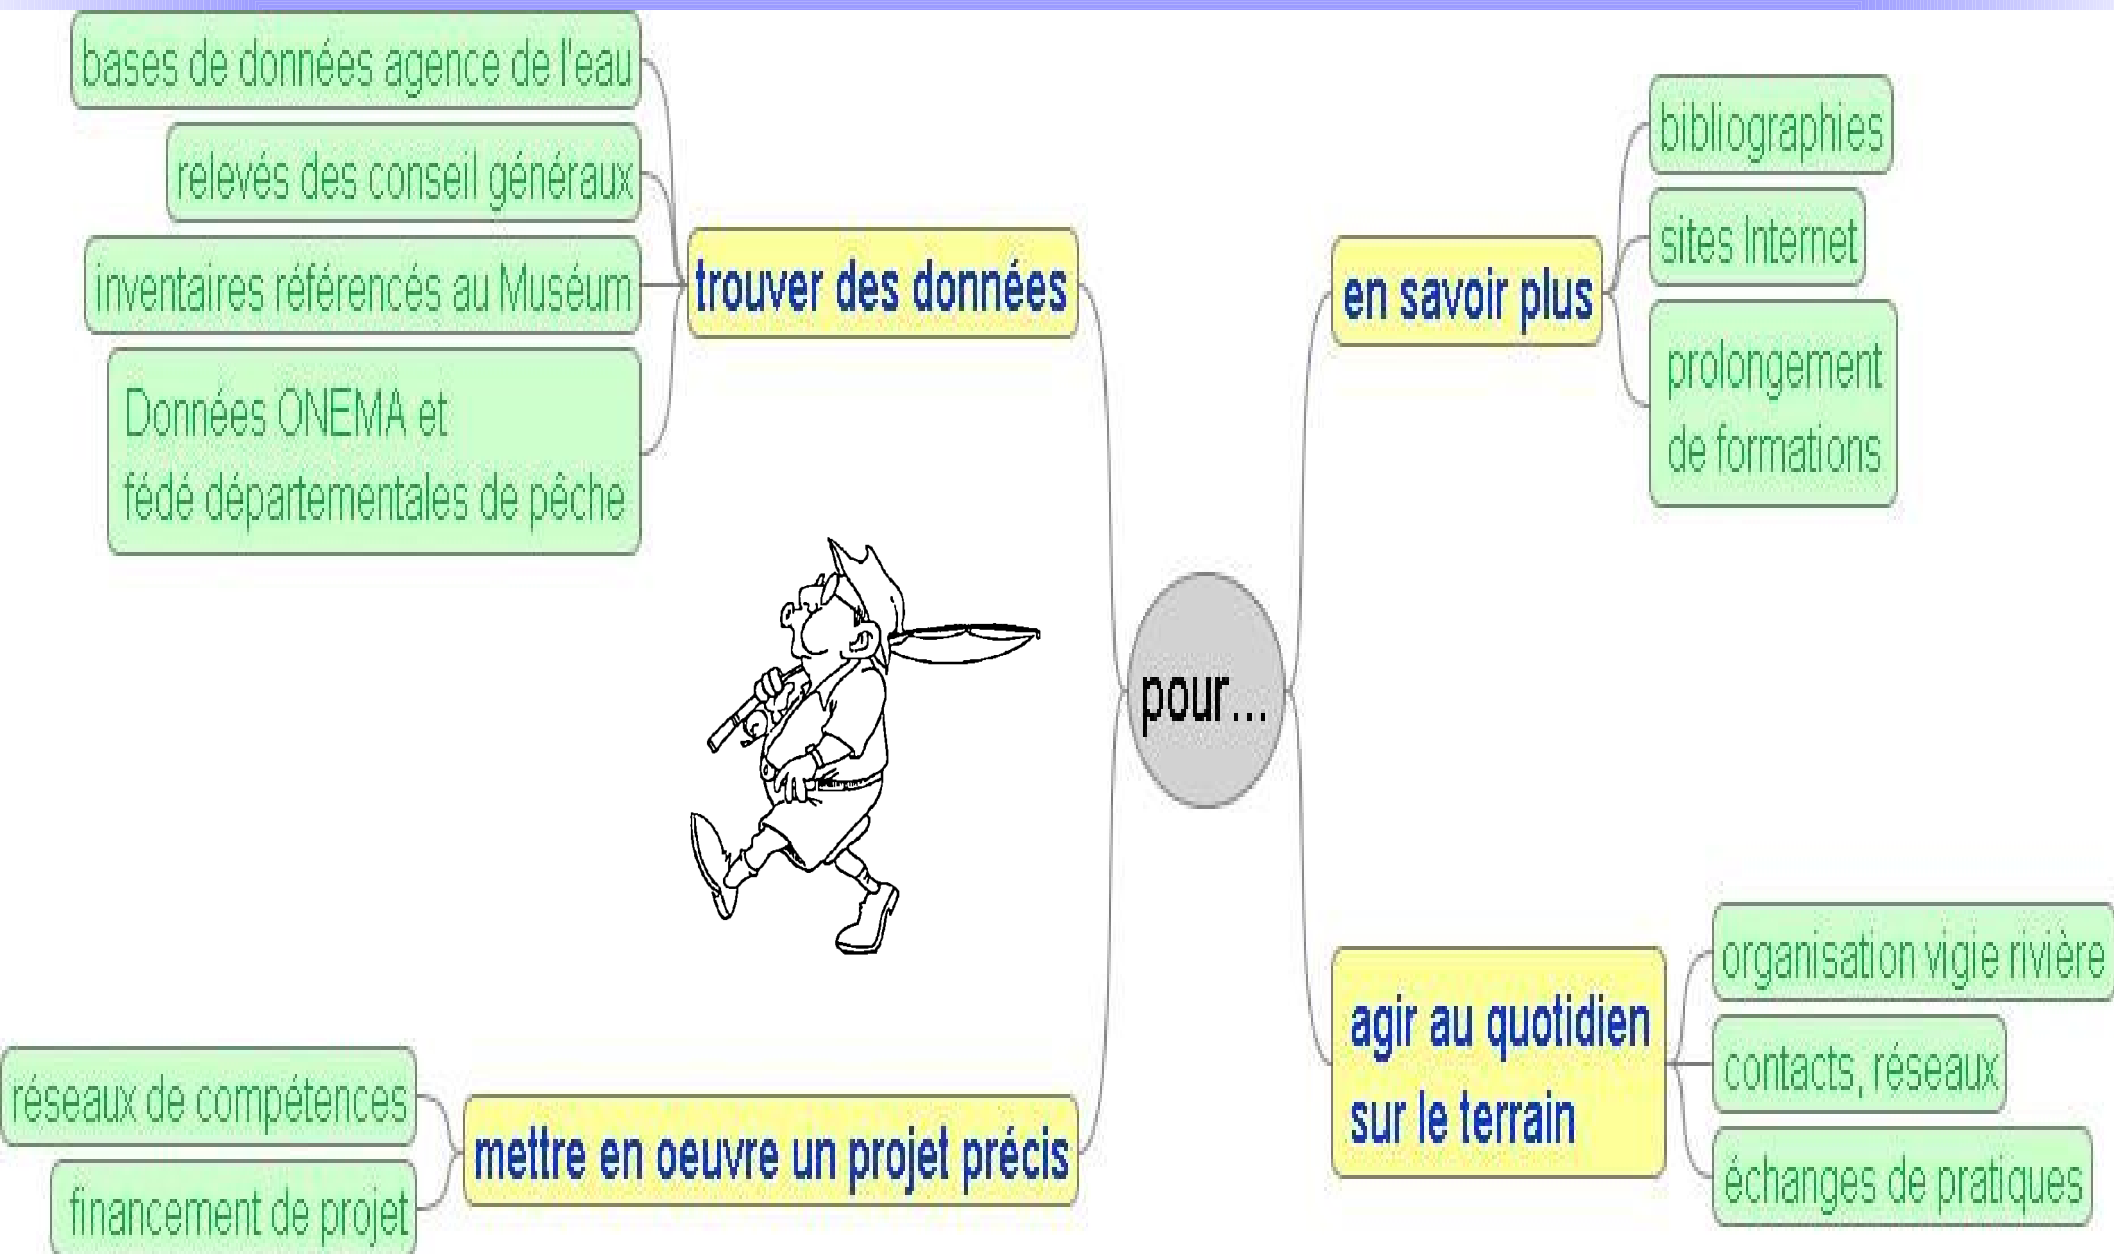 bases de données agence de l'eau
relevés des conseil généraux
inventaires référencés au Muséum
Données ONEMA et
fédé départementales de pêche
trouver des données
réseaux de compétences
financement de projet
mettre en oeuvre un projet précis
pour...
en savoir plus
bibliographies
sites Internet
prolongement
de formations
agir au quotidien
sur le terrain
organisation vigie rivière
contacts, réseaux
échanges de pratiques